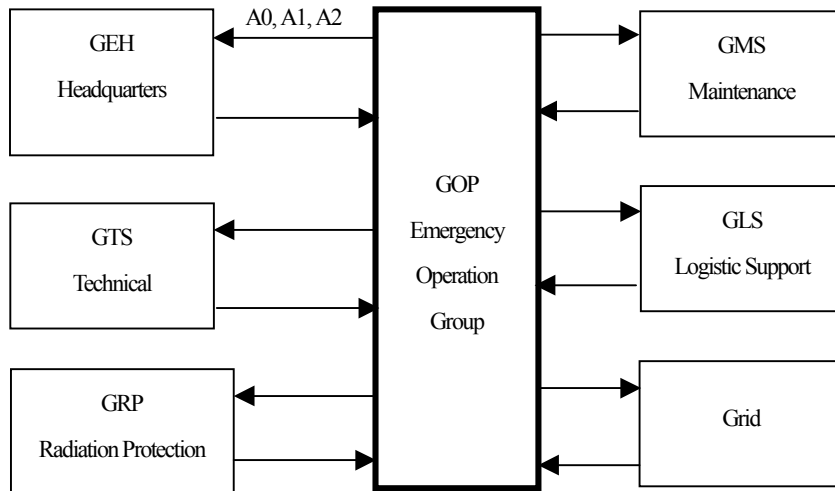 A0, A1, A2
GEH
Headquarters
GTS
Technical
GRP
Radiation Protection
GOP
Emergency
Operation
Group
GMS
Maintenance
GLS
Logistic Support
Grid